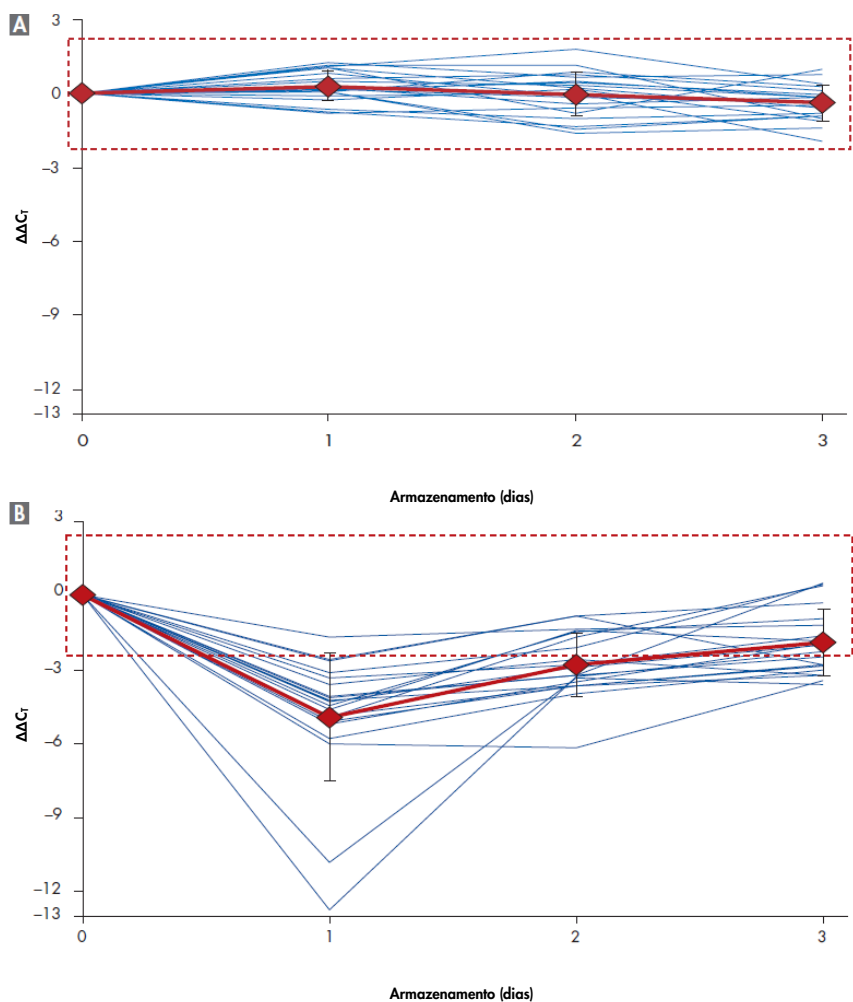 A
3
0
–3
–6
–9
–12
–13
ΔΔCT
0 1 2 3
Armazenamento (dias)
B
3
0
–3
–6
–9
–12
–13
ΔΔCT
0 1 2 3
Armazenamento (dias)